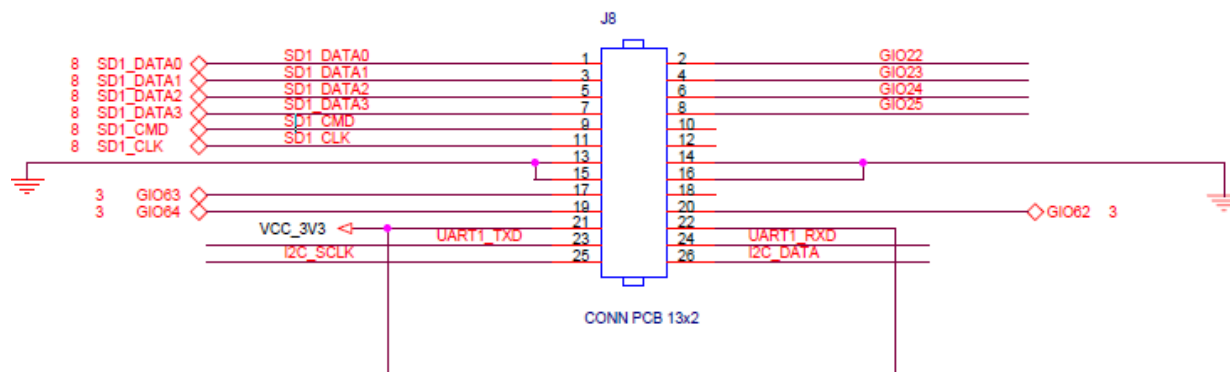 J8
8 SD1_DATA0 SD1_DATA0 1 2 GIO22
8 SD1_DATA1 SD1_DATA1 3 4 GIO23
8 SD1_DATA2 SD1_DATA2 5 6 GIO24
8 SD1_DATA3 SD1_DATA3 7 8 GIO25
8 SD1_CMD SD1_CMD 9 10
8 SD1_CLK SD1_CLK 11 12
13 14
15 16
3 GIO63 17 18
3 GIO64 19 20 GIO62 3
VCC_3V3 21 22
UART1_TXD 23 24 UART1_RXD
I2C_SCLK 25 26 I2C_DATA
CONN PCB 13x2